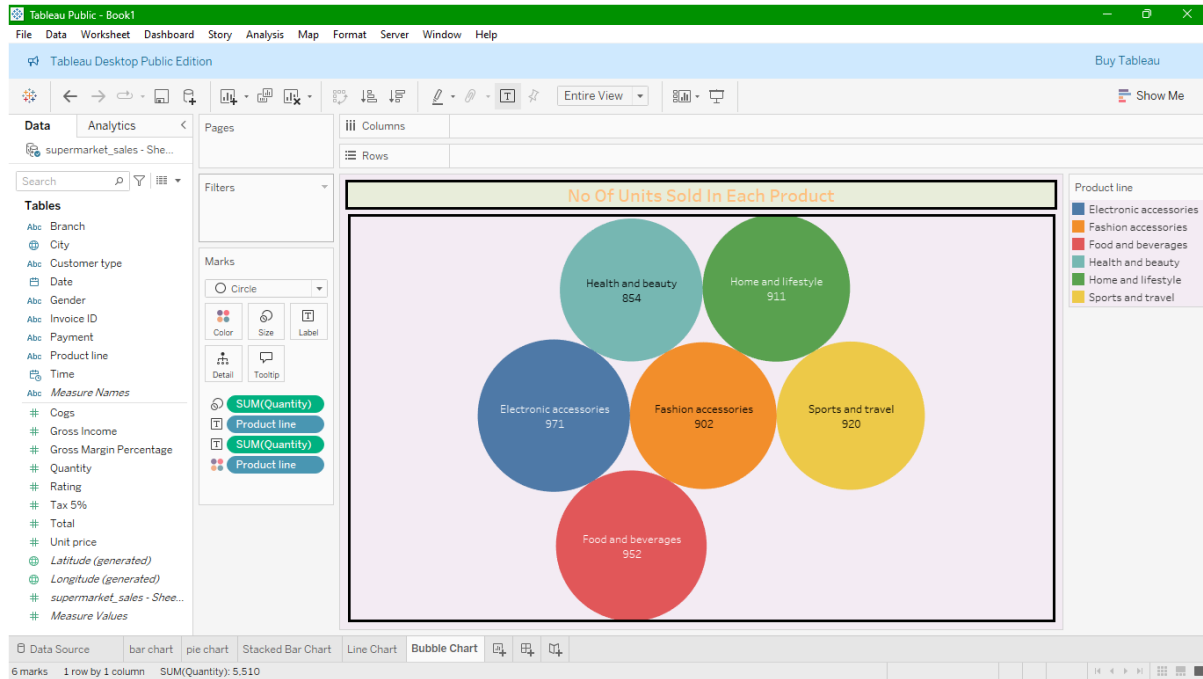 Tableau Public - Book1
File Data Worksheet Dashboard Story Analysis Map Format Server Window Help
Tableau Desktop Public Edition
Buy Tableau
Entire View
Show Me
Data
Analytics
supermarket_sales - She...
Search
Tables
Abc Branch
City
Abc Customer type
Date
Abc Gender
Abc Invoice ID
Abc Payment
Abc Product line
Time
Abc Measure Names
# Cogs
# Gross Income
# Gross Margin Percentage
# Quantity
# Rating
# Tax 5%
# Total
# Unit price
Latitude (generated)
Longitude (generated)
# supermarket_sales - Shee...
# Measure Values
Pages
Filters
Marks
Circle
Color
Size
Label
Detail
Tooltip
SUM(Quantity)
Product line
SUM(Quantity)
Product line
Columns
Rows
No Of Units Sold In Each Product
Health and beauty
854
Home and lifestyle
911
Electronic accessories
971
Fashion accessories
902
Sports and travel
920
Food and beverages
952
Product line
Electronic accessories
Fashion accessories
Food and beverages
Health and beauty
Home and lifestyle
Sports and travel
Data Source
bar chart
pie chart
Stacked Bar Chart
Line Chart
Bubble Chart
6 marks 1 row by 1 column SUM(Quantity): 5,510